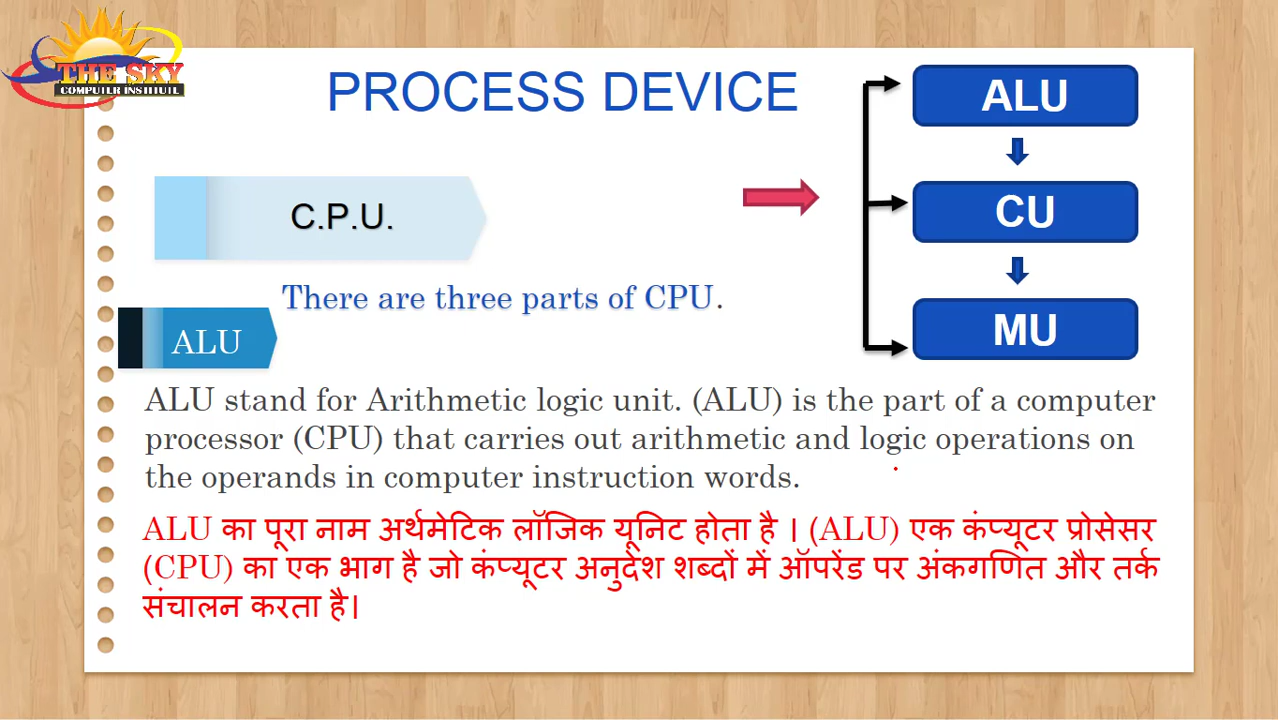 THE SKY
COMPUTER INSTITUTE
PROCESS DEVICE
C.P.U.
ALU
CU
MU
There are three parts of CPU.
ALU
ALU stand for Arithmetic logic unit. (ALU) is the part of a computer
processor (CPU) that carries out arithmetic and logic operations on
the operands in computer instruction words.
ALU का पूरा नाम अर्थमेटिक लॉजिक यूनिट होता है । (ALU) एक कंप्यूटर प्रोसेसर
(CPU) का एक भाग है जो कंप्यूटर अनुदेश शब्दों में ऑपरेंड पर अंकगणित और तर्क
संचालन करता है।